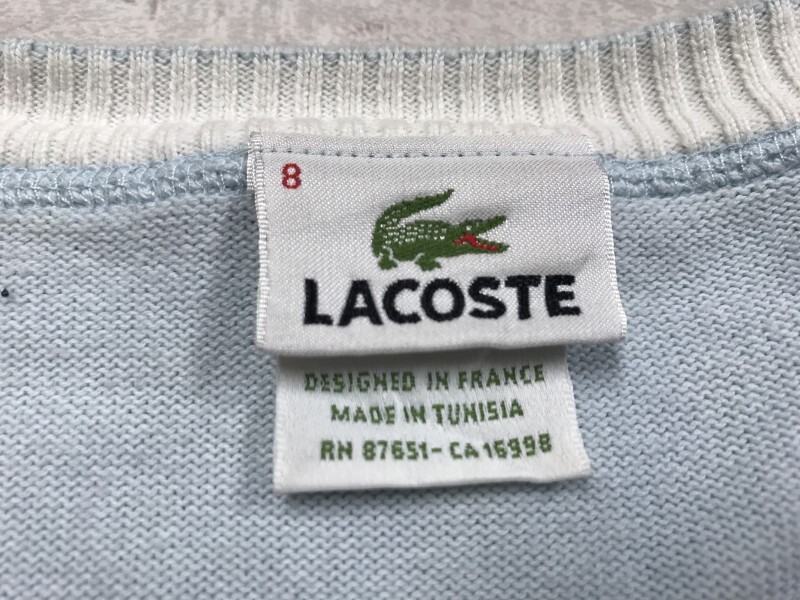 8
LACOSTE
DESIGNED IN FRANCE
MADE IN TUNISIA
RN 87651-CA 16998